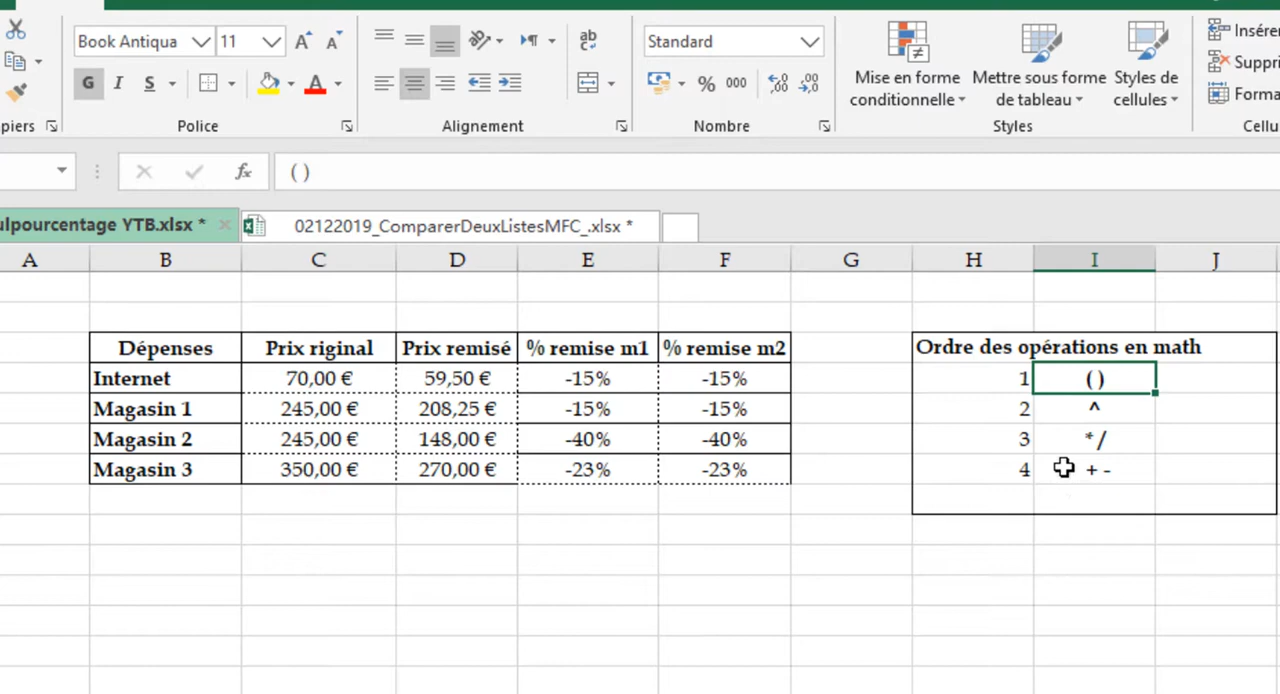 Book Antiqua 11 A A ab c Standard Insére
G I S A % 000 ,00 Mise en forme conditionnelle Mettre sous forme de tableau Styles de cellules Suppri
Forma
piers Police Alignement Nombre Styles Cellu
fx ( )
ulpourcentage YTB.xlsx * 02122019_ComparerDeuxListesMFC_.xlsx *
A B C D E F G H I J
Dépenses Prix riginal Prix remisé % remise m1 % remise m2 Ordre des opérations en math
Internet 70,00 € 59,50 € -15% -15% 1 ( )
Magasin 1 245,00 € 208,25 € -15% -15% 2 ^
Magasin 2 245,00 € 148,00 € -40% -40% 3 * /
Magasin 3 350,00 € 270,00 € -23% -23% 4 + -